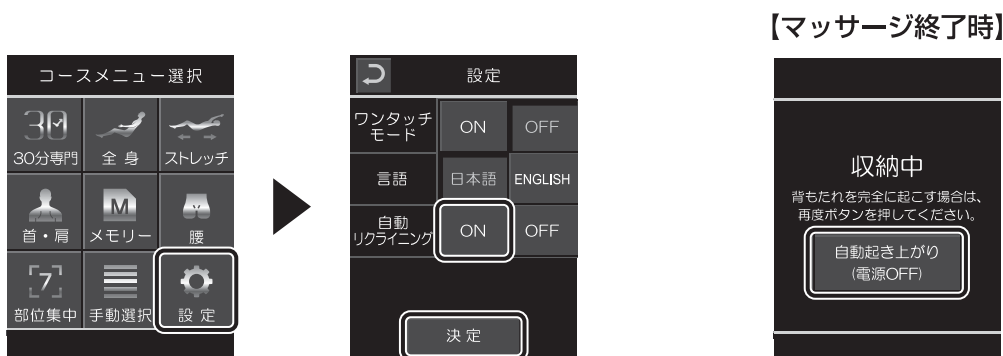 【マッサージ終了時】
コースメニュー選択
30
30分専門
全身
ストレッチ
首・肩
M
メモリー
腰
7
部位集中
手動選択
設定
設定
ワンタッチ
モード
ON
OFF
言語
日本語
ENGLISH
自動
リクライニング
ON
OFF
決定
収納中
背もたれを完全に起こす場合は、
再度ボタンを押してください。
自動起き上がり
(電源OFF)